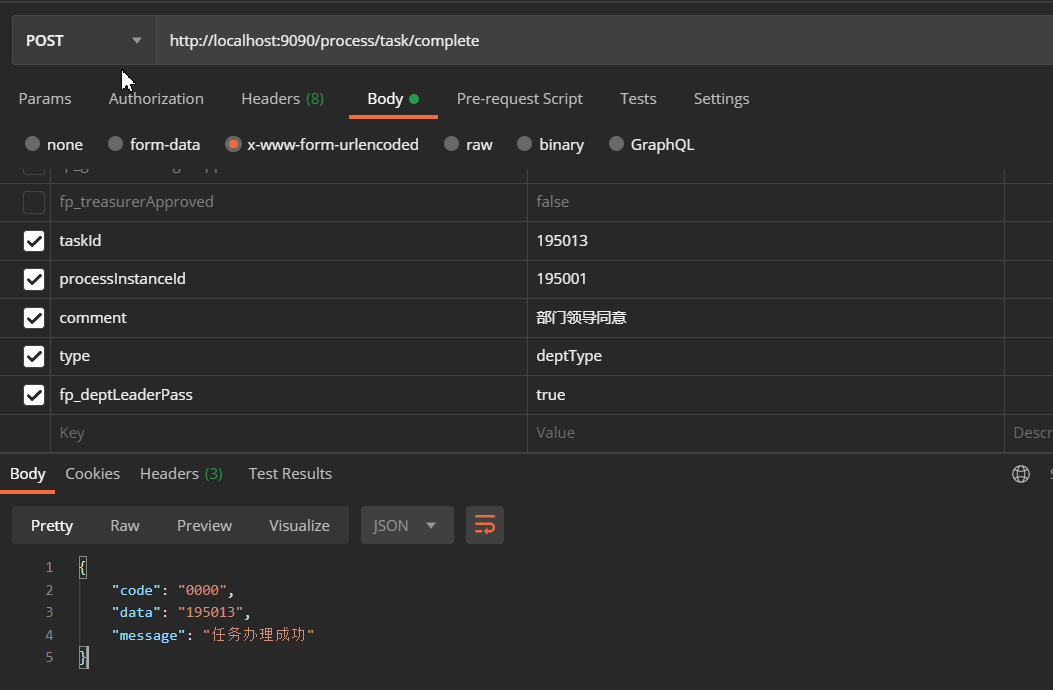 POST http://localhost:9090/process/task/complete
Params Authorization Headers (8) Body Pre-request Script Tests Settings
none form-data x-www-form-urlencoded raw binary GraphQL
fp_treasurerApproved false
taskId 195013
processInstanceId 195001
comment 部门领导同意
type deptType
fp_deptLeaderPass true
Key Value Descr
Body Cookies Headers (3) Test Results
Pretty Raw Preview Visualize JSON
1 {
2 "code": "0000",
3 "data": "195013",
4 "message": "任务办理成功"
5 }